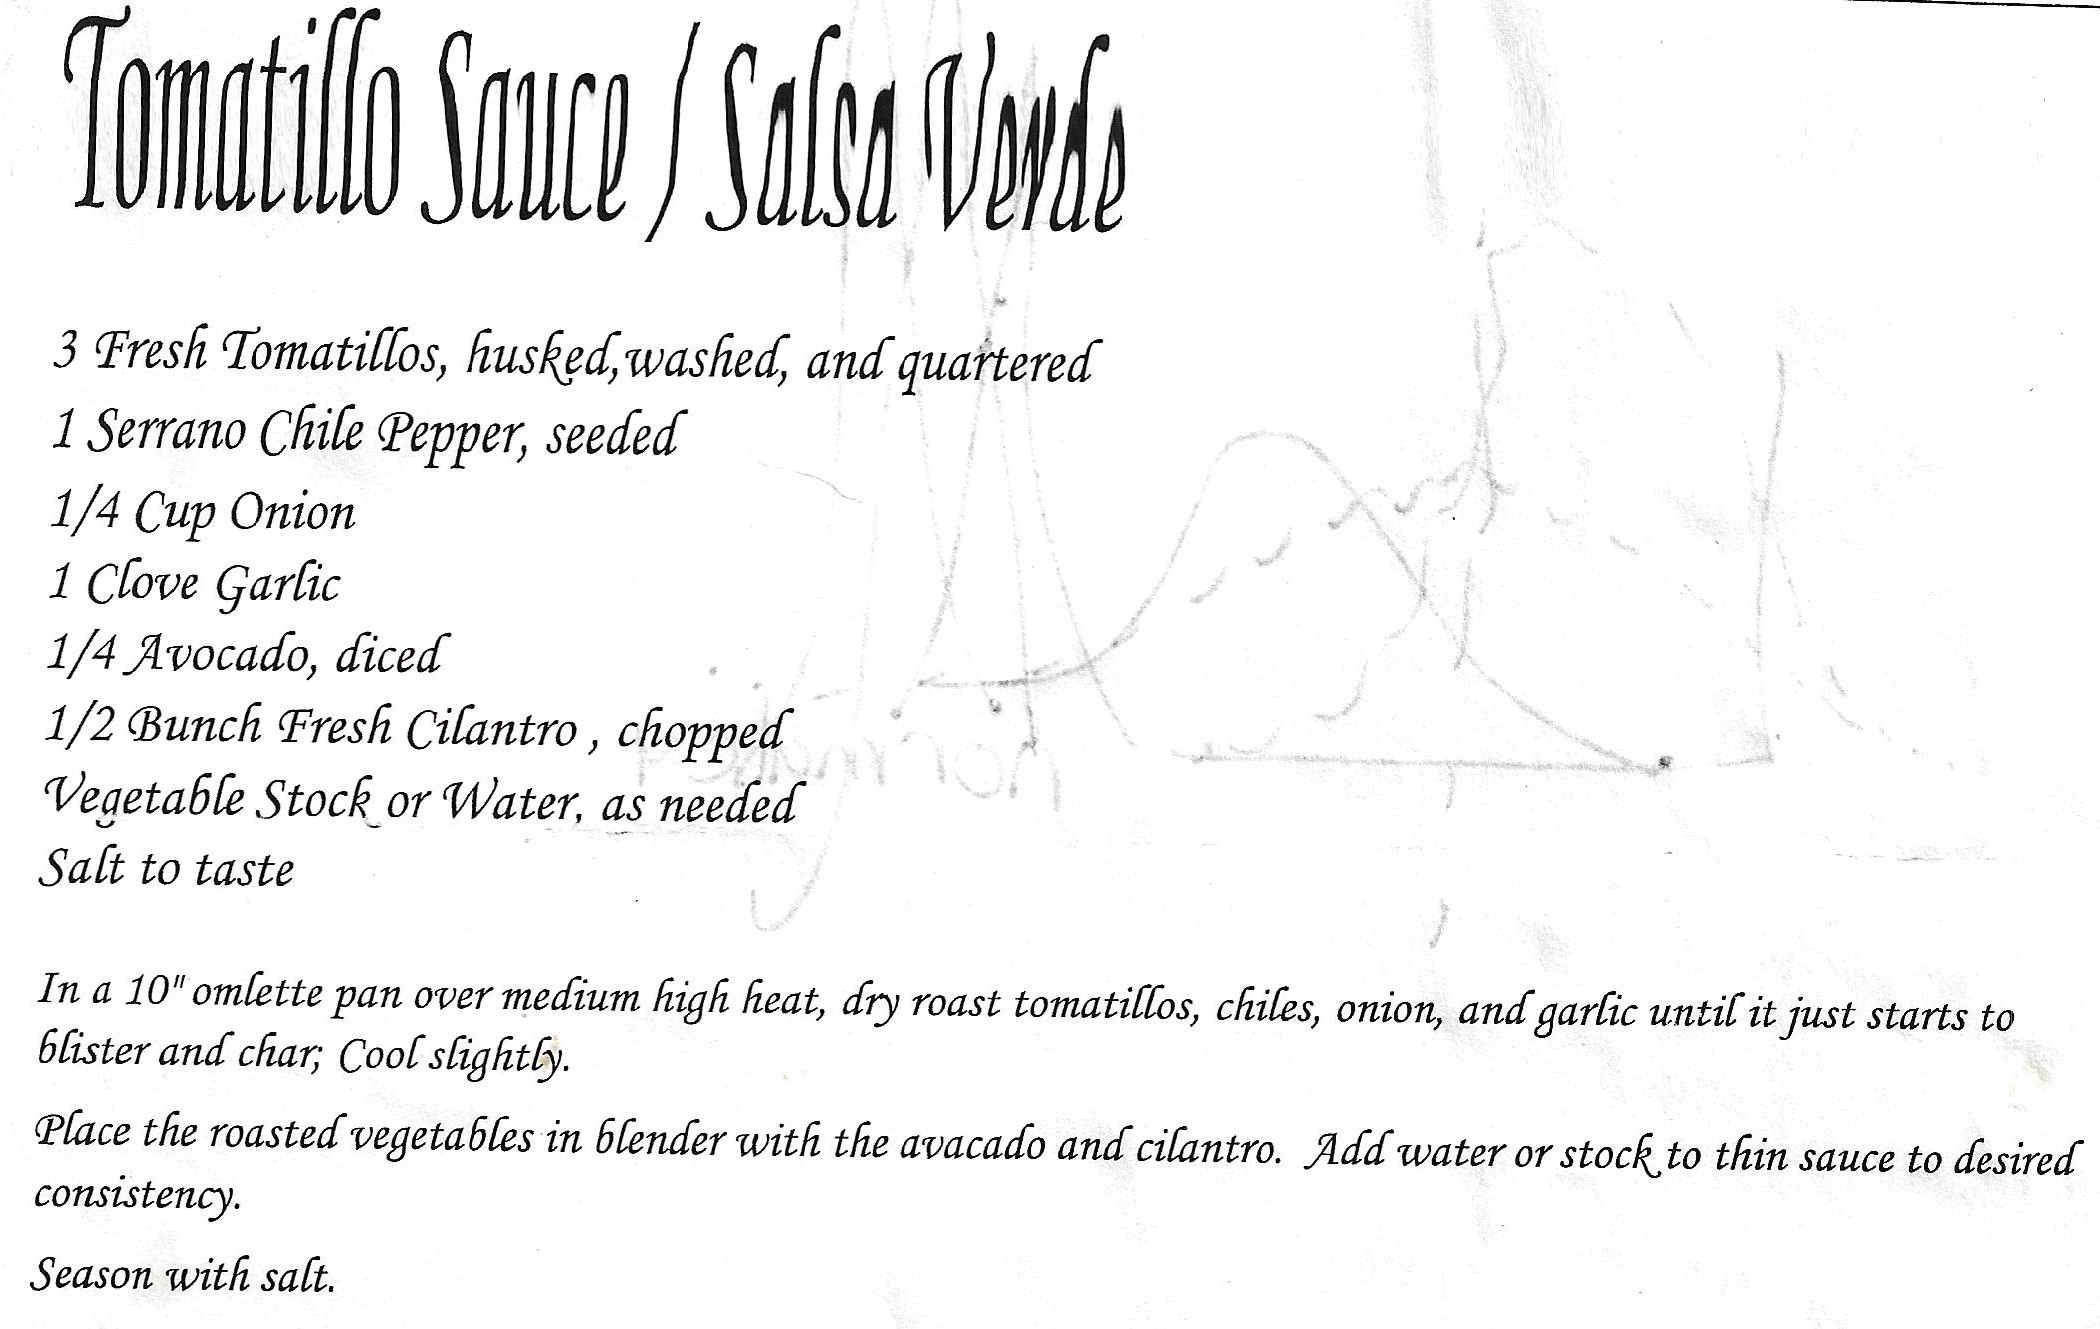 Tomatillo Sauce / Salsa Verde
3 Fresh Tomatillos, husked,washed, and quartered
1 Serrano Chile Pepper, seeded
1/4 Cup Onion
1 Clove Garlic
1/4 Avocado, diced
1/2 Bunch Fresh Cilantro , chopped
Vegetable Stock or Water, as needed
Salt to taste
In a 10" omlette pan over medium high heat, dry roast tomatillos, chiles, onion, and garlic until it just starts to
blister and char; Cool slightly.
Place the roasted vegetables in blender with the avacado and cilantro. Add water or stock to thin sauce to desired
consistency.
Season with salt.